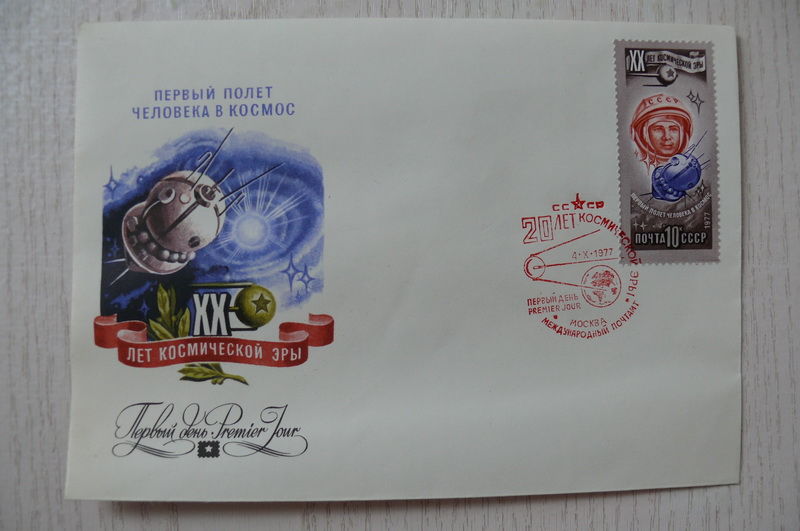 ПЕРВЫЙ ПОЛЕТ
ЧЕЛОВЕКА В КОСМОС
XX
ЛЕТ КОСМИЧЕСКОЙ ЭРЫ
Первый день · Premier Jour
XX
ЛЕТ КОСМИЧЕСКОЙ ЭРЫ
СССР
ПЕРВЫЙ ПОЛЕТ ЧЕЛОВЕКА В КОСМОС
1977
ПОЧТА 10К СССР
СССР
20 ЛЕТ КОСМИЧЕСКОЙ ЭРЫ
4·X·1977
ПЕРВЫЙ ДЕНЬ
PREMIER JOUR
МОСКВА
МЕЖДУНАРОДНЫЙ ПОЧТАМТ